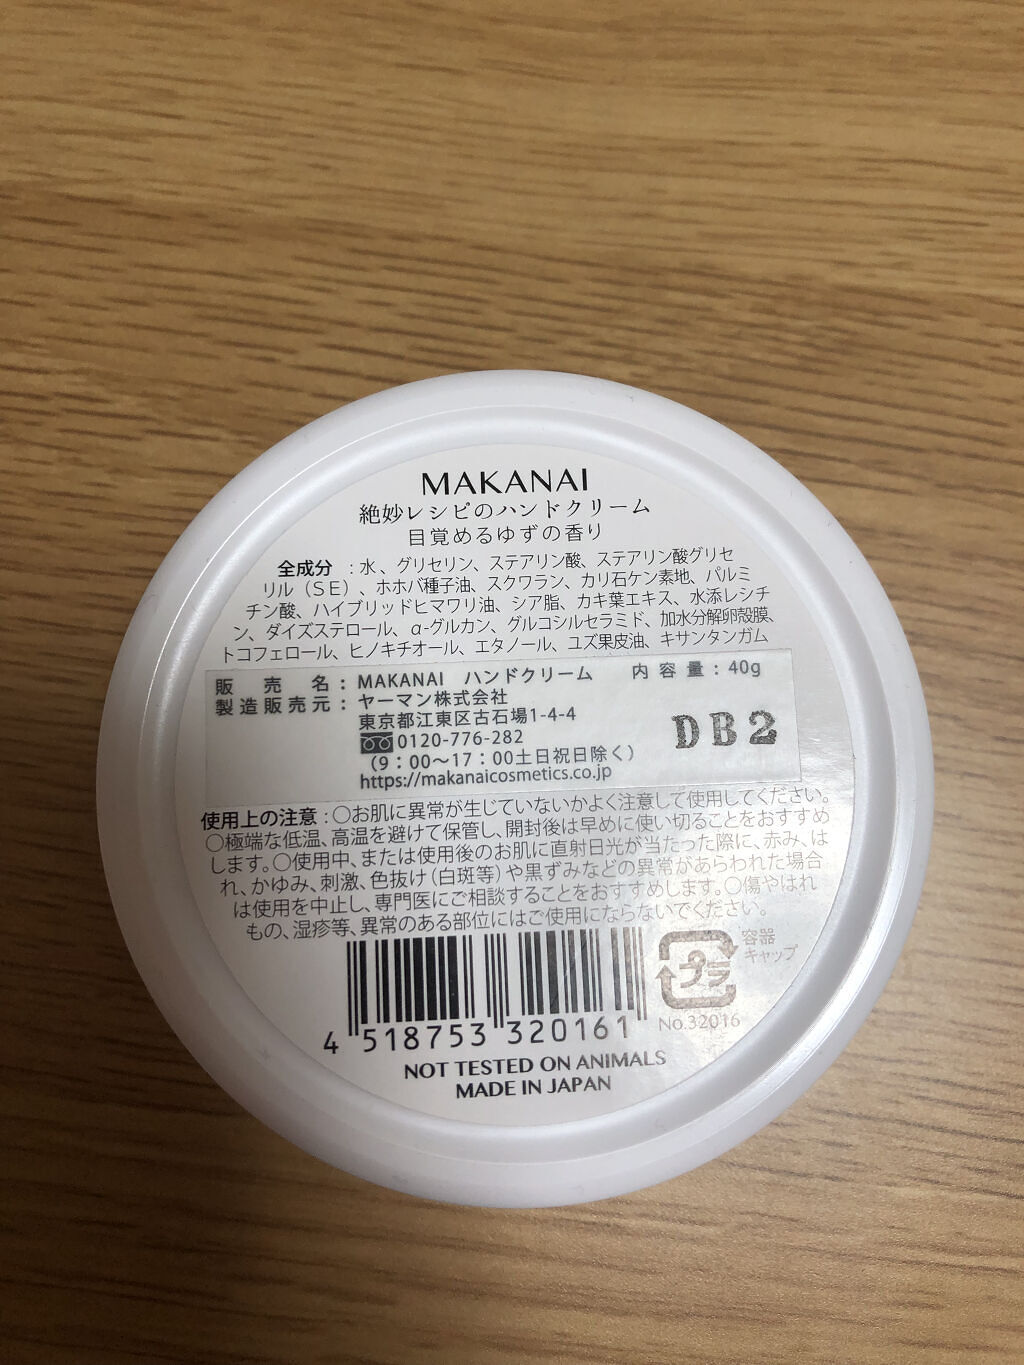 MAKANAI
絶妙レシピのハンドクリーム
目覚めるゆずの香り
全成分 ：水、グリセリン、ステアリン酸、ステアリン酸グリセ
リル（ＳＥ）、ホホバ種子油、スクワラン、カリ石ケン素地、パルミ
チン酸、ハイブリッドヒマワリ油、シア脂、カキ葉エキス、水添レシチ
ン、ダイズステロール、α-グルカン、グルコシルセラミド、加水分解卵殻膜、
トコフェロール、ヒノキチオール、エタノール、ユズ果皮油、キサンタンガム
販売名：MAKANAI ハンドクリーム 内容量：40g
製造販売元：ヤーマン株式会社
東京都江東区古石場1-4-4
0120-776-282
（9：00〜17：00土日祝日除く）
https://makanaicosmetics.co.jp
DB2
使用上の注意：○お肌に異常が生じていないかよく注意して使用してください。
○極端な低温、高温を避けて保管し、開封後は早めに使い切ることをおすすめ
します。○使用中、または使用後のお肌に直射日光が当たった際に、赤み、は
れ、かゆみ、刺激、色抜け（白斑等）や黒ずみなどの異常があらわれた場合
は使用を中止し、専門医にご相談することをおすすめします。○傷やはれ
もの、湿疹等、異常のある部位にはご使用にならないでください。
プラ
容器
キャップ
No.32016
4 518753 320161
NOT TESTED ON ANIMALS
MADE IN JAPAN